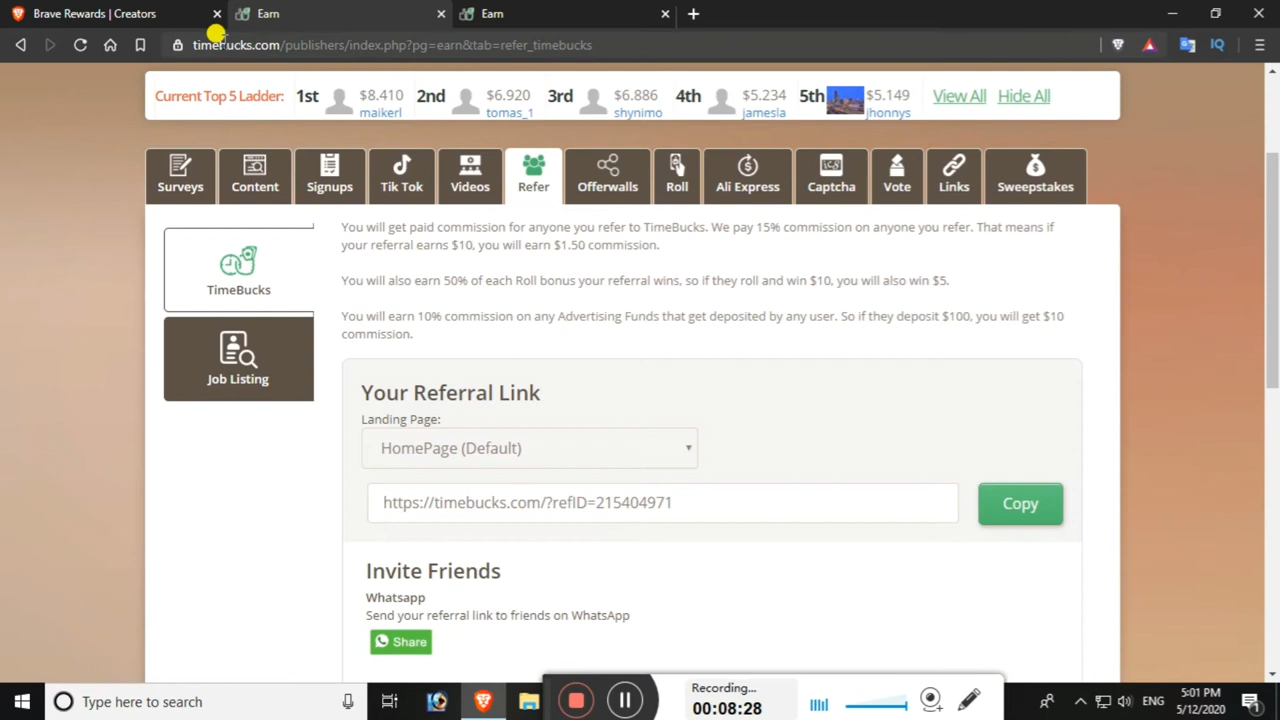 Brave Rewards | Creators
Earn
Earn
timebucks.com/publishers/index.php?pg=earn&tab=refer_timebucks
IQ
Current Top 5 Ladder: 1st $8.410 maikerl 2nd $6.920 tomas_1 3rd $6.886 shynimo 4th $5.234 jamesla 5th $5.149 jhonnys View All Hide All
Surveys Content Signups Tik Tok Videos Refer Offerwalls Roll Ali Express Captcha Vote Links Sweepstakes
TimeBucks
Job Listing
You will get paid commission for anyone you refer to TimeBucks. We pay 15% commission on anyone you refer. That means if
your referral earns $10, you will earn $1.50 commission.
You will also earn 50% of each Roll bonus your referral wins, so if they roll and win $10, you will also win $5.
You will earn 10% commission on any Advertising Funds that get deposited by any user. So if they deposit $100, you will get $10
commission.
Your Referral Link
Landing Page:
HomePage (Default)
https://timebucks.com/?refID=215404971
Copy
Invite Friends
Whatsapp
Send your referral link to friends on WhatsApp
Share
Type here to search
Recording...
00:08:28
ENG
5:01 PM
5/12/2020
1